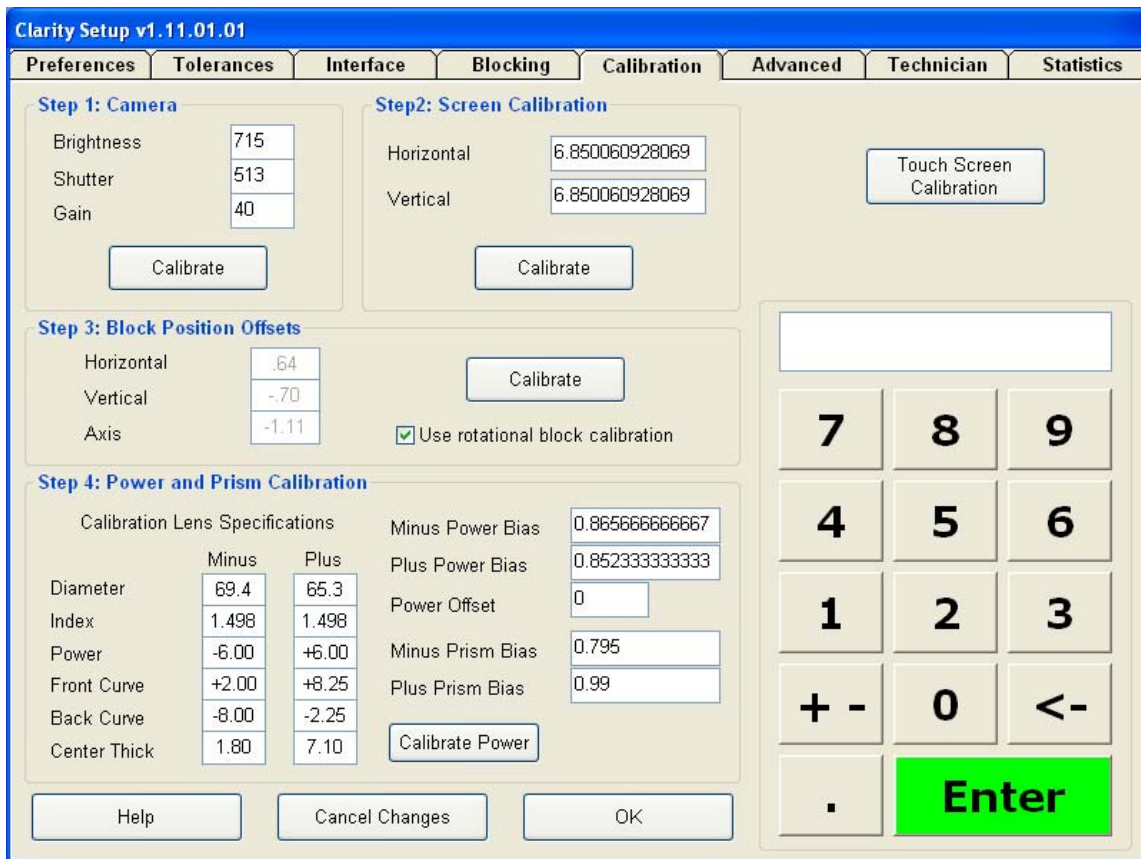 Clarity Setup v1.11.01.01
Preferences Tolerances Interface Blocking Calibration Advanced Technician Statistics
Step 1: Camera
Brightness 715
Shutter 513
Gain 40
Calibrate
Step2: Screen Calibration
Horizontal 6.850060928069
Vertical 6.850060928069
Calibrate
Touch Screen
Calibration
Step 3: Block Position Offsets
Horizontal .64
Vertical -.70
Axis -1.11
Calibrate
Use rotational block calibration
Step 4: Power and Prism Calibration
Calibration Lens Specifications
Minus Plus
Diameter 69.4 65.3
Index 1.498 1.498
Power -6.00 +6.00
Front Curve +2.00 +8.25
Back Curve -8.00 -2.25
Center Thick 1.80 7.10
Minus Power Bias 0.865666666667
Plus Power Bias 0.852333333333
Power Offset 0
Minus Prism Bias 0.795
Plus Prism Bias 0.99
Calibrate Power
7 8 9
4 5 6
1 2 3
+ - 0 <-
. Enter
Help Cancel Changes OK